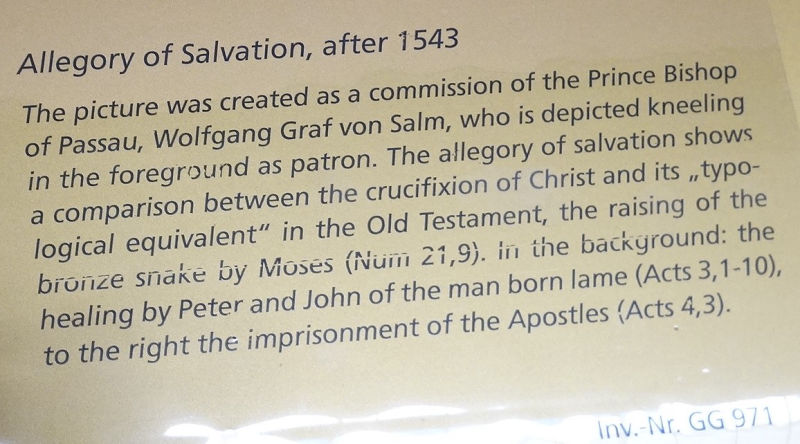 Allegory of Salvation, after 1543
The picture was created as a commission of the Prince Bishop
of Passau, Wolfgang Graf von Salm, who is depicted kneeling
in the foreground as patron. The allegory of salvation shows
a comparison between the crucifixion of Christ and its „typo-
logical equivalent“ in the Old Testament, the raising of the
bronze snake by Moses (Num 21,9). In the background: the
healing by Peter and John of the man born lame (Acts 3,1-10),
to the right the imprisonment of the Apostles (Acts 4,3).
Inv.-Nr. GG 971